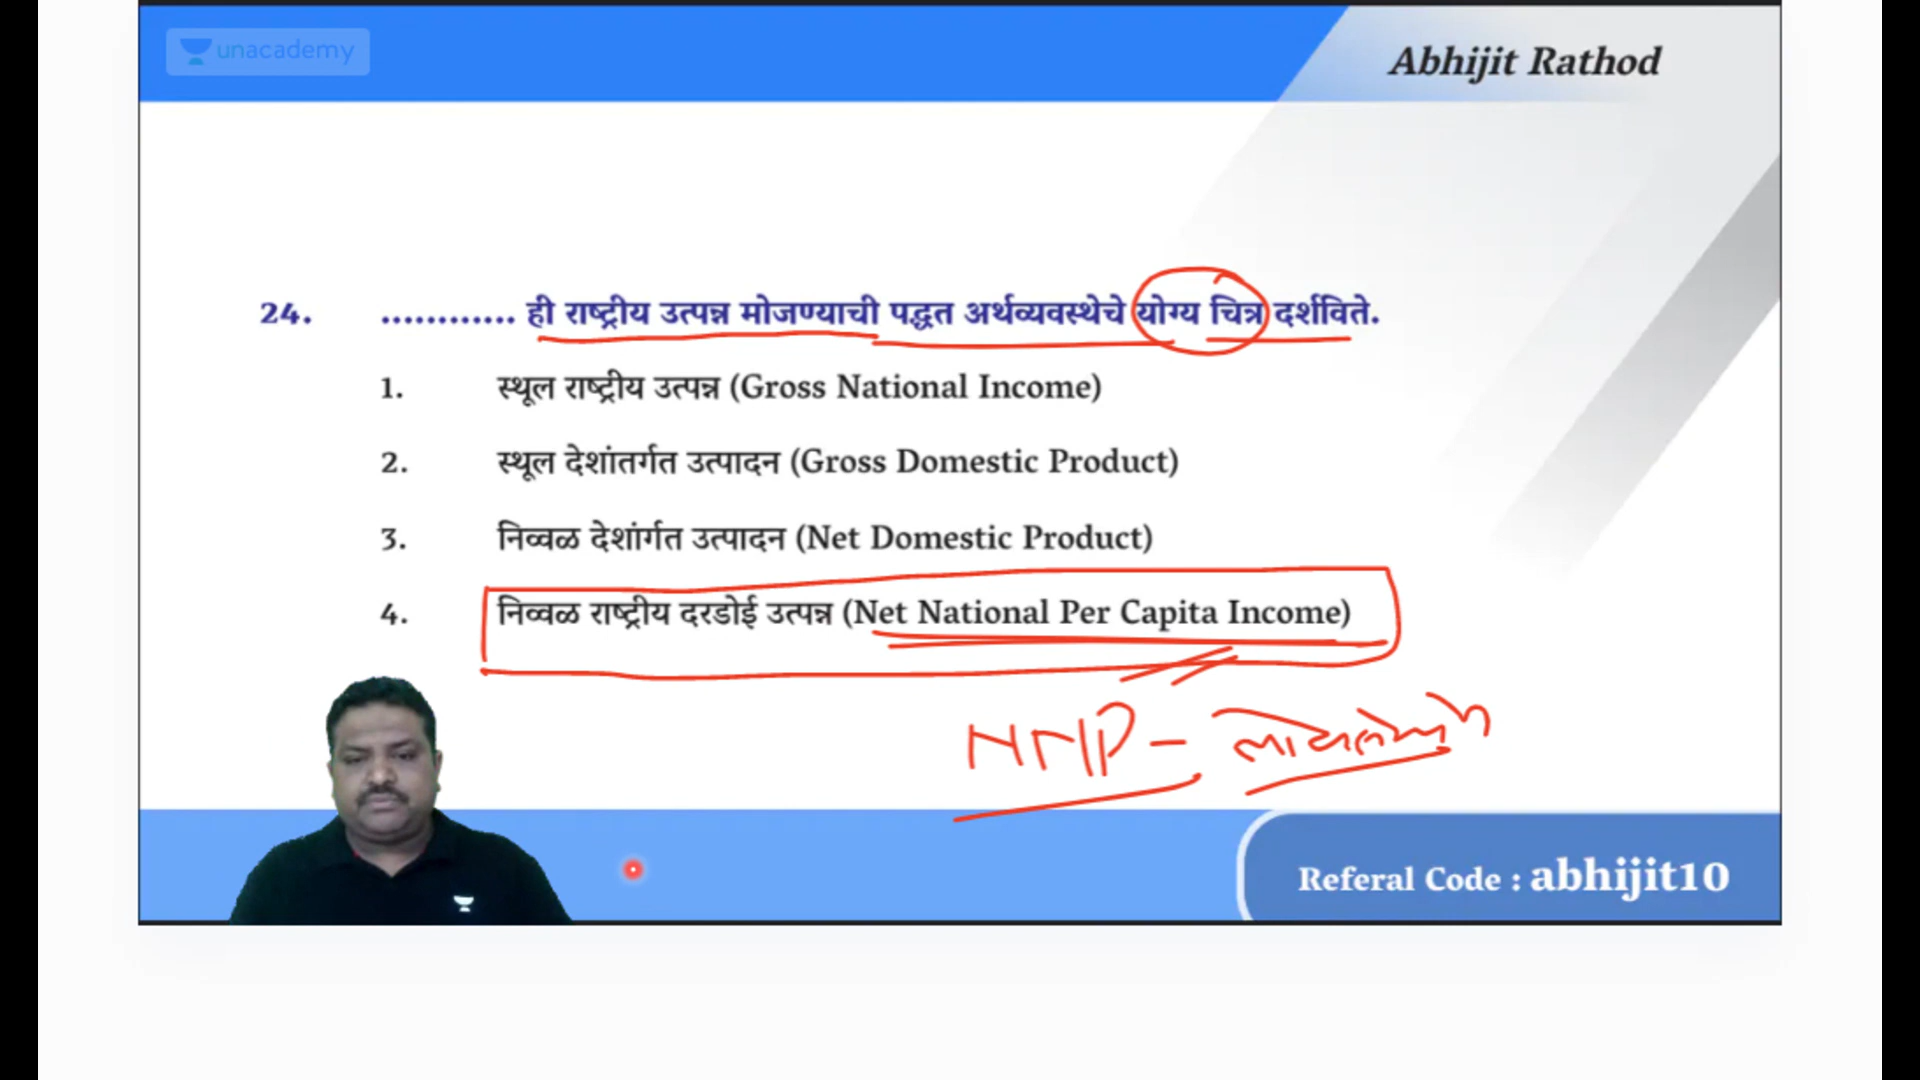 unacademy
Abhijit Rathod
24. ............ ही राष्ट्रीय उत्पन्न मोजण्याची पद्धत अर्थव्यवस्थेचे योग्य चित्र दर्शविते.
1. स्थूल राष्ट्रीय उत्पन्न (Gross National Income)
2. स्थूल देशांतर्गत उत्पादन (Gross Domestic Product)
3. निव्वळ देशांर्गत उत्पादन (Net Domestic Product)
4. निव्वळ राष्ट्रीय दरडोई उत्पन्न (Net National Per Capita Income)
NNP -
Referal Code : abhijit10